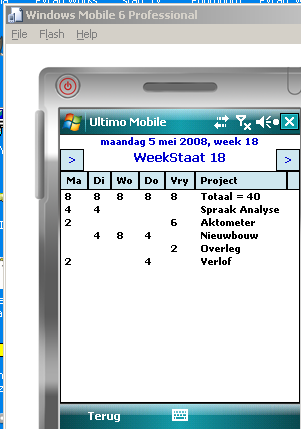 Windows Mobile 6 Professional
File Flash Help
Ultimo Mobile
maandag 5 mei 2008, week 18
> WeekStaat 18 >
Ma Di Wo Do Vry Project
8 8 8 8 8 Totaal = 40
4 4 Spraak Analyse
2 6 Aktometer
4 8 4 Nieuwbouw
2 Overleg
2 4 Verlof
Terug